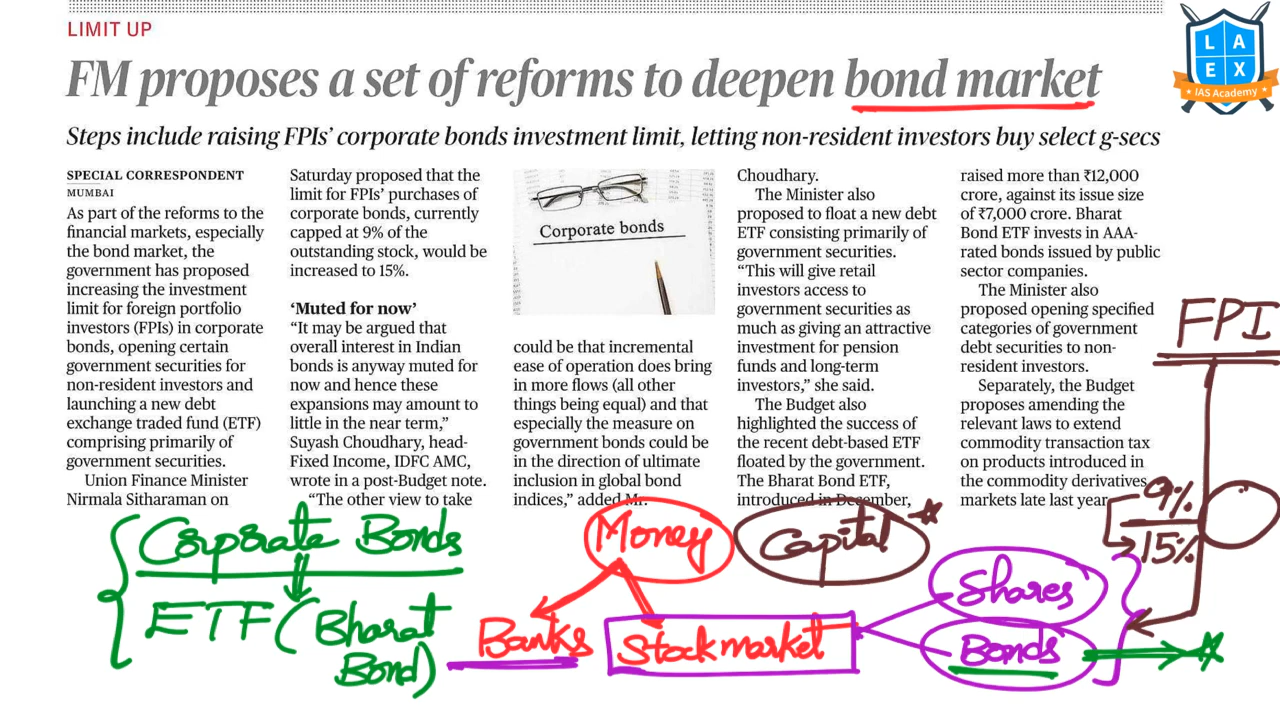 LIMIT UP
FM proposes a set of reforms to deepen bond market
Steps include raising FPIs’ corporate bonds investment limit, letting non-resident investors buy select g-secs
SPECIAL CORRESPONDENT
MUMBAI
As part of the reforms to the
financial markets, especially
the bond market, the
government has proposed
increasing the investment
limit for foreign portfolio
investors (FPIs) in corporate
bonds, opening certain
government securities for
non-resident investors and
launching a new debt
exchange traded fund (ETF)
comprising primarily of
government securities.
Union Finance Minister
Nirmala Sitharaman on
Saturday proposed that the
limit for FPIs’ purchases of
corporate bonds, currently
capped at 9% of the
outstanding stock, would be
increased to 15%.
‘Muted for now’
“It may be argued that
overall interest in Indian
bonds is anyway muted for
now and hence these
expansions may amount to
little in the near term,”
Suyash Choudhary, head-
Fixed Income, IDFC AMC,
wrote in a post-Budget note.
“The other view to take
Corporate bonds
could be that incremental
ease of operation does bring
in more flows (all other
things being equal) and that
especially the measure on
government bonds could be
in the direction of ultimate
inclusion in global bond
indices,” added Mr.
Choudhary.
The Minister also
proposed to float a new debt
ETF consisting primarily of
government securities.
“This will give retail
investors access to
government securities as
much as giving an attractive
investment for pension
funds and long-term
investors,” she said.
The Budget also
highlighted the success of
the recent debt-based ETF
floated by the government.
The Bharat Bond ETF,
introduced in December,
raised more than ₹12,000
crore, against its issue size
of ₹7,000 crore. Bharat
Bond ETF invests in AAA-
rated bonds issued by public
sector companies.
The Minister also
proposed opening specified
categories of government
debt securities to non-
resident investors.
Separately, the Budget
proposes amending the
relevant laws to extend
commodity transaction tax
on products introduced in
the commodity derivatives
markets late last year.
L A
E X
IAS Academy
FPI
9%
15%
Corporate Bonds
ETF (Bharat
Bond)
Money
Capital
Banks
Stock market
Shares
Bonds